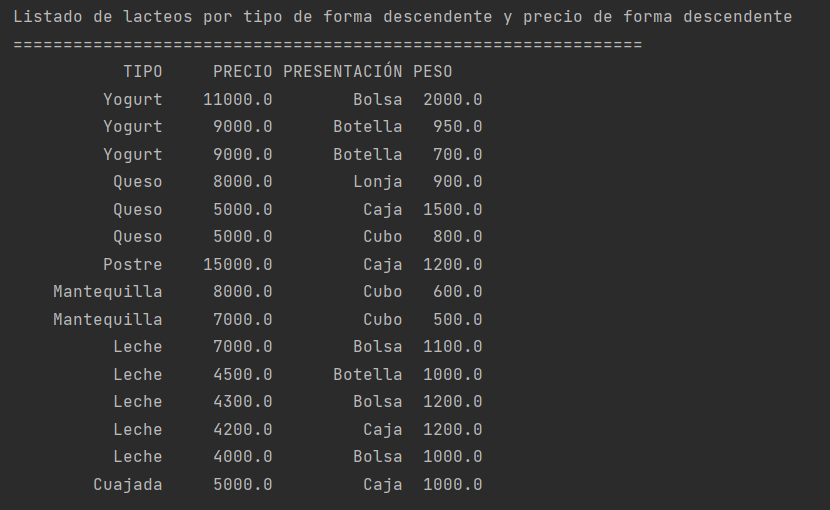 Listado de lacteos por tipo de forma descendente y precio de forma descendente
===============================================================
TIPO PRECIO PRESENTACIÓN PESO
Yogurt 11000.0 Bolsa 2000.0
Yogurt 9000.0 Botella 950.0
Yogurt 9000.0 Botella 700.0
Queso 8000.0 Lonja 900.0
Queso 5000.0 Caja 1500.0
Queso 5000.0 Cubo 800.0
Postre 15000.0 Caja 1200.0
Mantequilla 8000.0 Cubo 600.0
Mantequilla 7000.0 Cubo 500.0
Leche 7000.0 Bolsa 1100.0
Leche 4500.0 Botella 1000.0
Leche 4300.0 Bolsa 1200.0
Leche 4200.0 Caja 1200.0
Leche 4000.0 Bolsa 1000.0
Cuajada 5000.0 Caja 1000.0